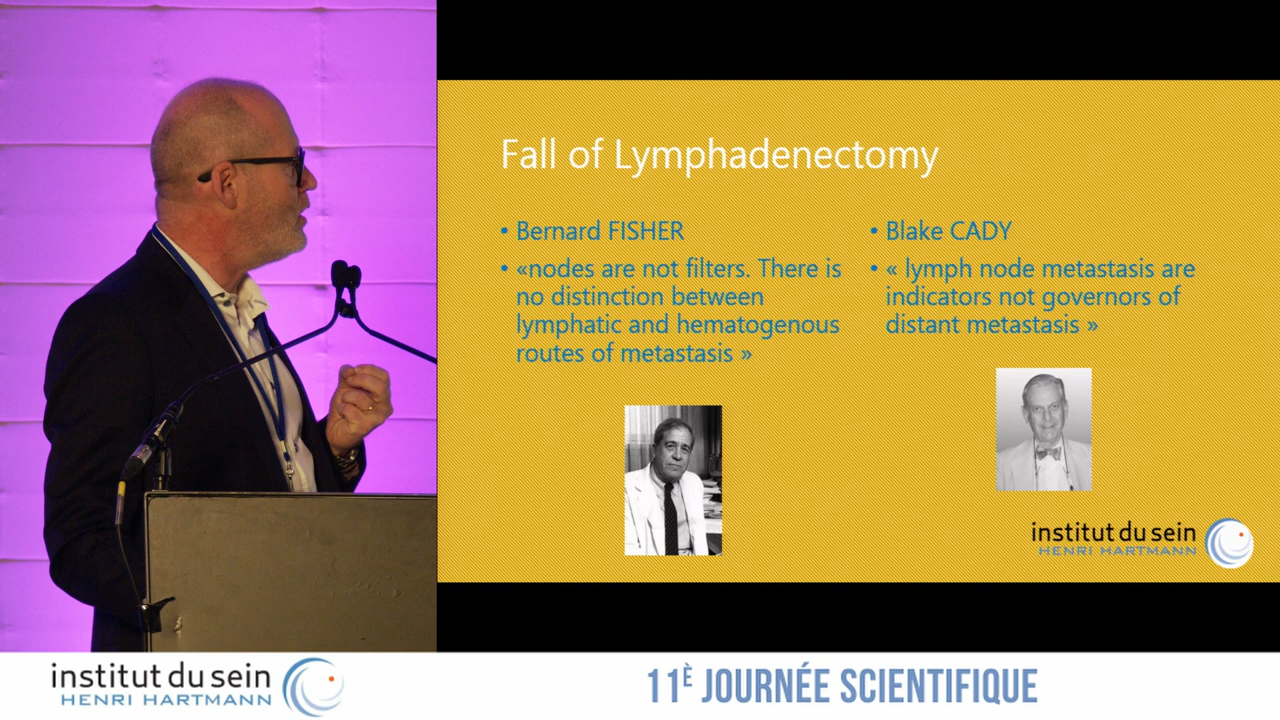 Fall of Lymphadenectomy
• Bernard FISHER
• «nodes are not filters. There is
no distinction between
lymphatic and hematogenous
routes of metastasis »
• Blake CADY
• « lymph node metastasis are
indicators not governors of
distant metastasis »
institut du sein
HENRI HARTMANN
institut du sein
HENRI HARTMANN
11È JOURNÉE SCIENTIFIQUE